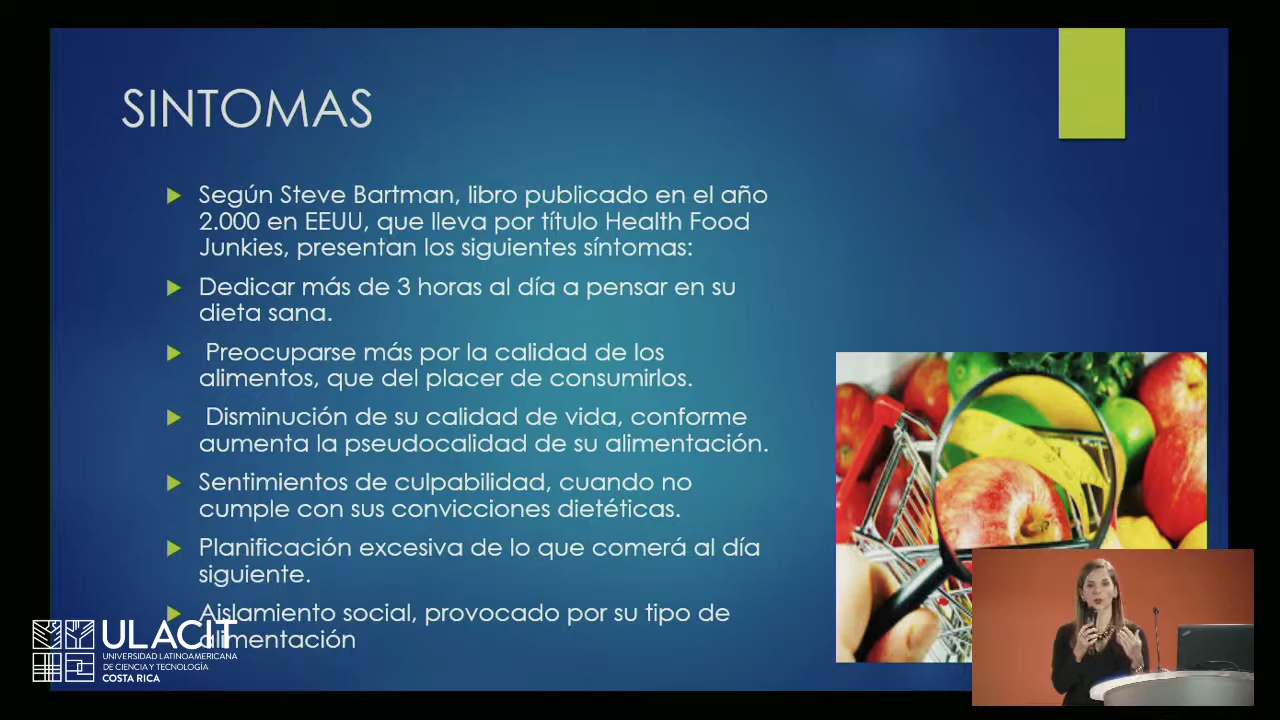 SINTOMAS
Según Steve Bartman, libro publicado en el año
2.000 en EEUU, que lleva por título Health Food
Junkies, presentan los siguientes síntomas:
Dedicar más de 3 horas al día a pensar en su
dieta sana.
Preocuparse más por la calidad de los
alimentos, que del placer de consumirlos.
Disminución de su calidad de vida, conforme
aumenta la pseudocalidad de su alimentación.
Sentimientos de culpabilidad, cuando no
cumple con sus convicciones dietéticas.
Planificación excesiva de lo que comerá al día
siguiente.
Aislamiento social, provocado por su tipo de
alimentación
ULACIT
UNIVERSIDAD LATINOAMERICANA
DE CIENCIA Y TECNOLOGÍA
COSTA RICA